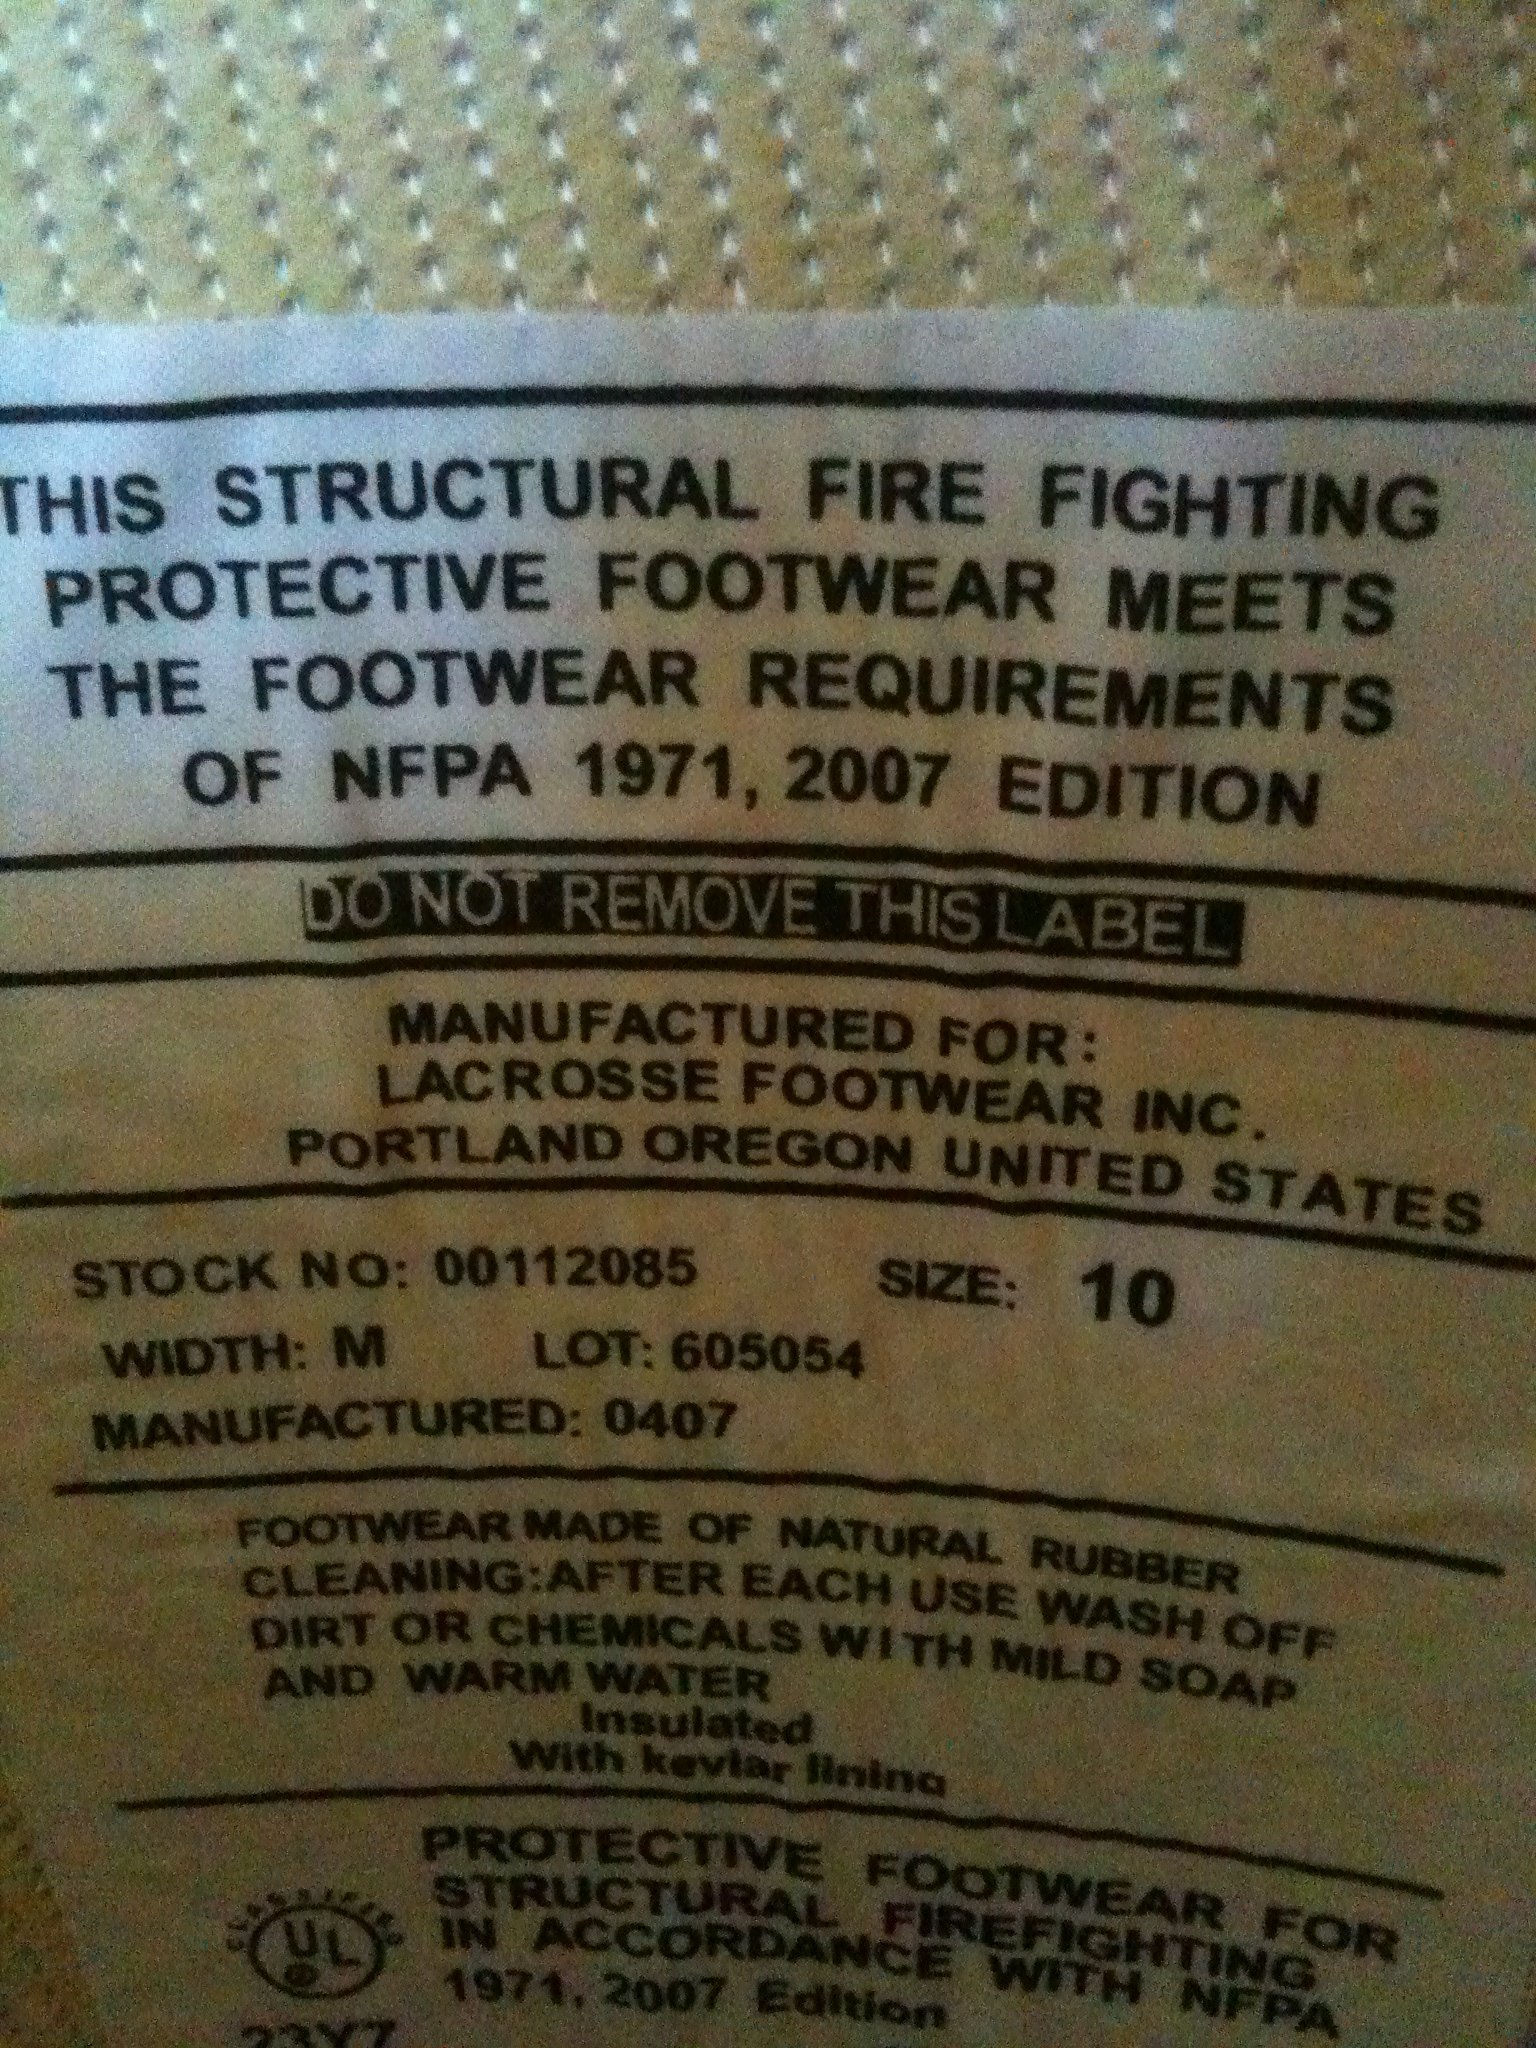 THIS STRUCTURAL FIRE FIGHTING
PROTECTIVE FOOTWEAR MEETS
THE FOOTWEAR REQUIREMENTS
OF NFPA 1971, 2007 EDITION
DO NOT REMOVE THIS LABEL
MANUFACTURED FOR:
LACROSSE FOOTWEAR INC.
PORTLAND OREGON UNITED STATES
STOCK NO: 00112085 SIZE: 10
WIDTH: M LOT: 605054
MANUFACTURED: 0407
FOOTWEAR MADE OF NATURAL RUBBER
CLEANING:AFTER EACH USE WASH OFF
DIRT OR CHEMICALS WITH MILD SOAP
AND WARM WATER
Insulated
With kevlar lining
PROTECTIVE FOOTWEAR FOR
STRUCTURAL FIREFIGHTING
IN ACCORDANCE WITH NFPA
1971, 2007 Edition
CLASSIFIED
UL
23Y7